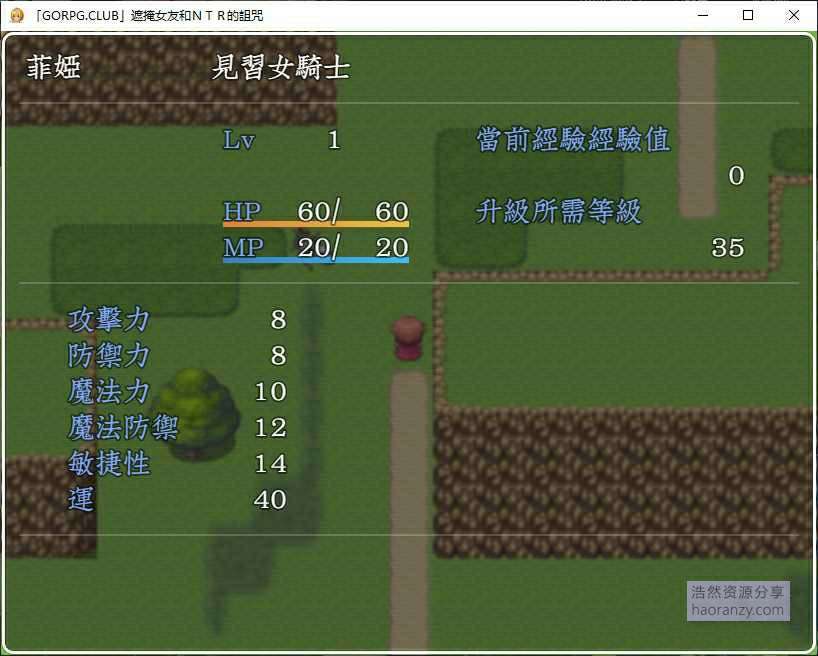 「GORPG.CLUB」遮掩女友和ＮＴＲ的詛咒
菲婭 見習女騎士
Lv 1 當前經驗經驗值
0
HP 60/ 60 升級所需等級
MP 20/ 20 35
攻擊力 8
防禦力 8
魔法力 10
魔法防禦 12
敏捷性 14
運 40
浩然资源分享
haoranzy.com